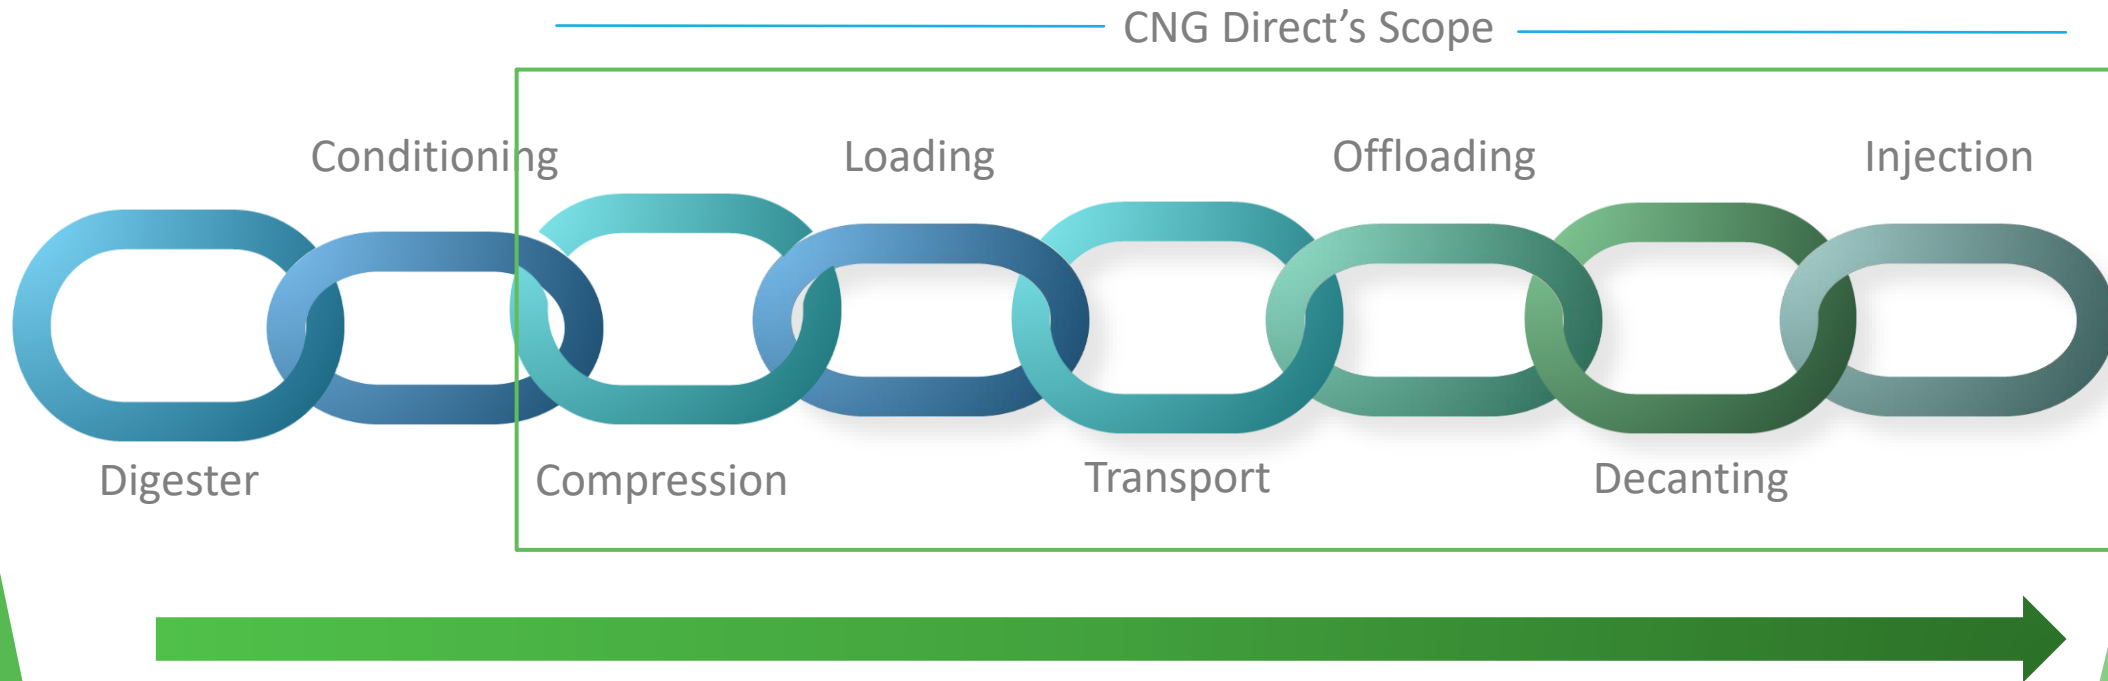 CNG Direct’s Scope
Conditioning
Loading
Offloading
Injection
Digester
Compression
Transport
Decanting